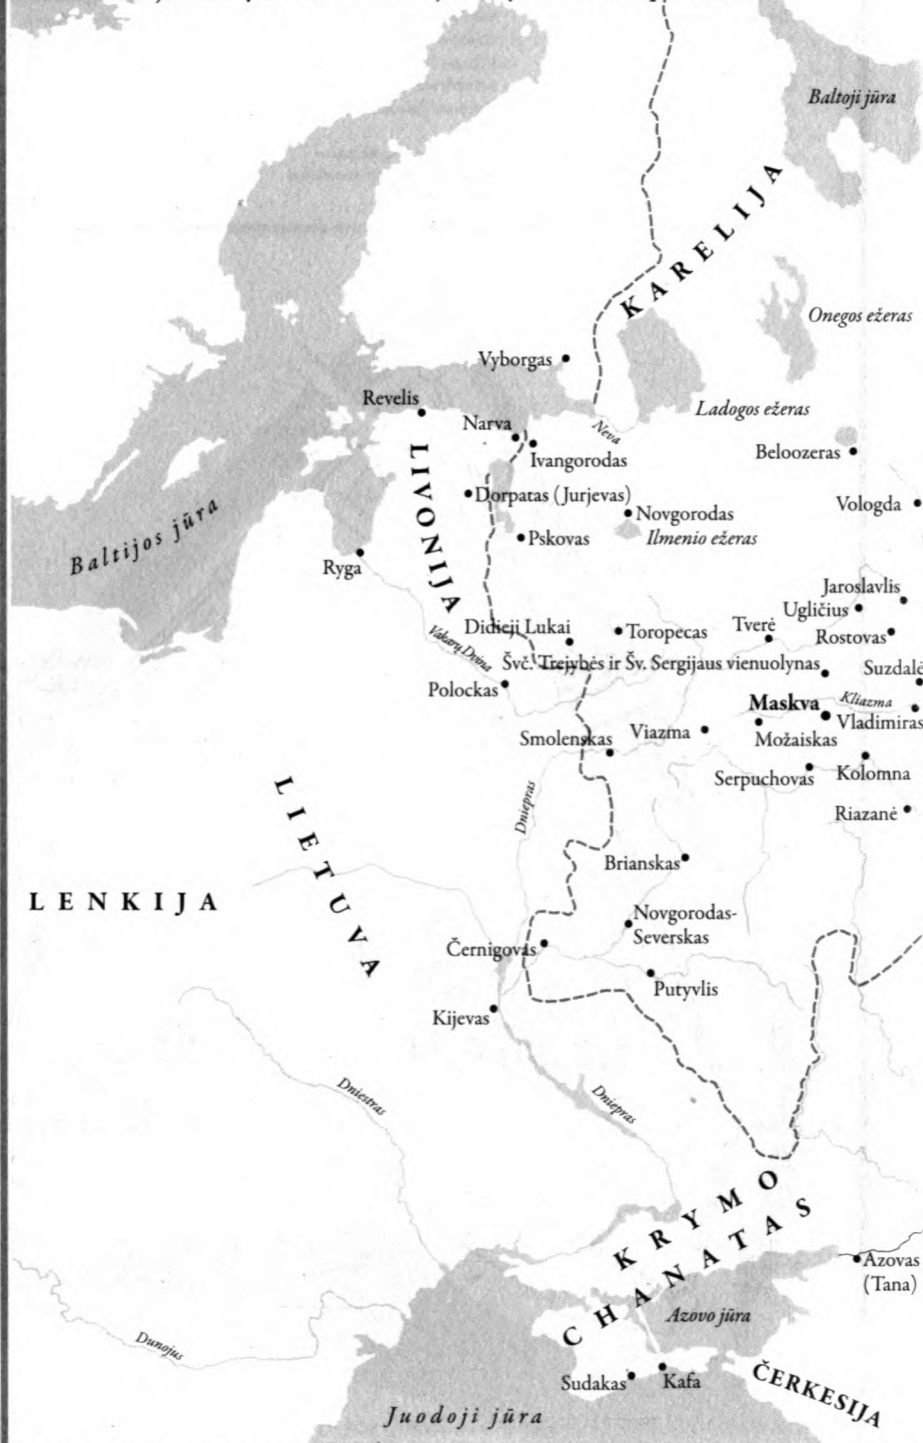 Baltoji jūra
KARELIJA
Onegos ežeras
Vyborgas
Revelis
Ladogos ežeras
Narva
Neva
Ivangorodas
Beloozeras
LIVONIJA
Dorpatas (Jurjevas)
Novgorodas
Vologda
Baltijos jūra
Pskovas
Ilmenio ežeras
Ryga
Jaroslavlis
Ugličius
Didieji Lukai
Toropecas
Tverė
Rostovas
Vakarų Dvina
Švč. Trejybės ir Šv. Sergijaus vienuolynas
Suzdalė
Polockas
Maskva
Kliazma
Vladimiras
Smolenskas
Viazma
Možaiskas
Serpuchovas
Kolomna
LIETUVA
Dniepras
Riazanė
Brianskas
LENKIJA
Novgorodas-
Severskas
Černigovas
Putyvlis
Kijevas
Dniestras
Dniepras
KRYMO
CHANATAS
Azovas
(Tana)
Azovo jūra
Dunojus
Sudakas
Kafa
ČERKESIJA
Juodoji jūra